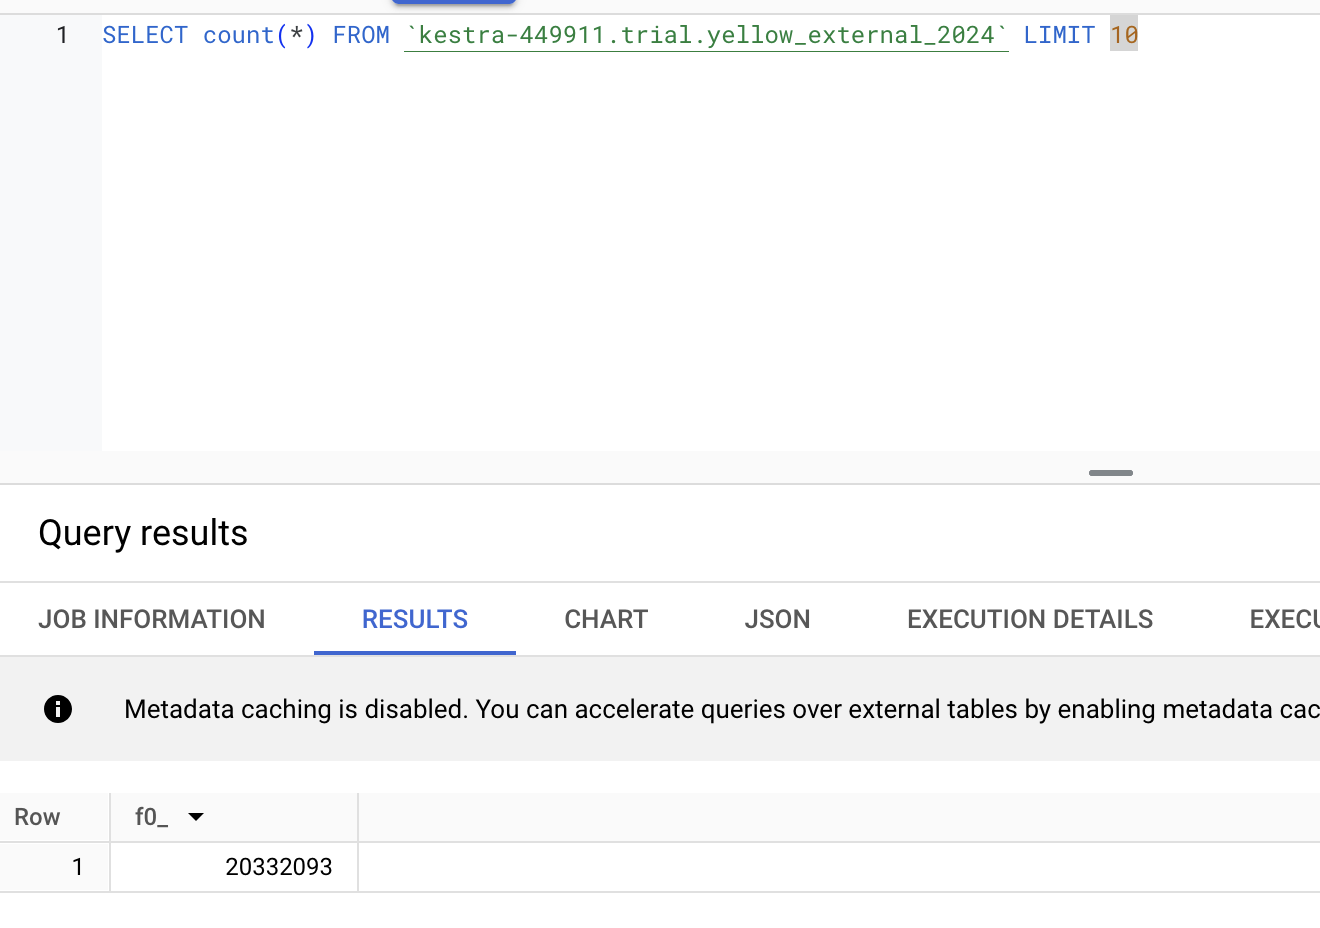 1 SELECT count(*) FROM `kestra-449911.trial.yellow_external_2024` LIMIT 10
Query results
JOB INFORMATION RESULTS CHART JSON EXECUTION DETAILS EXECU
Metadata caching is disabled. You can accelerate queries over external tables by enabling metadata cac
Row f0_
1 20332093